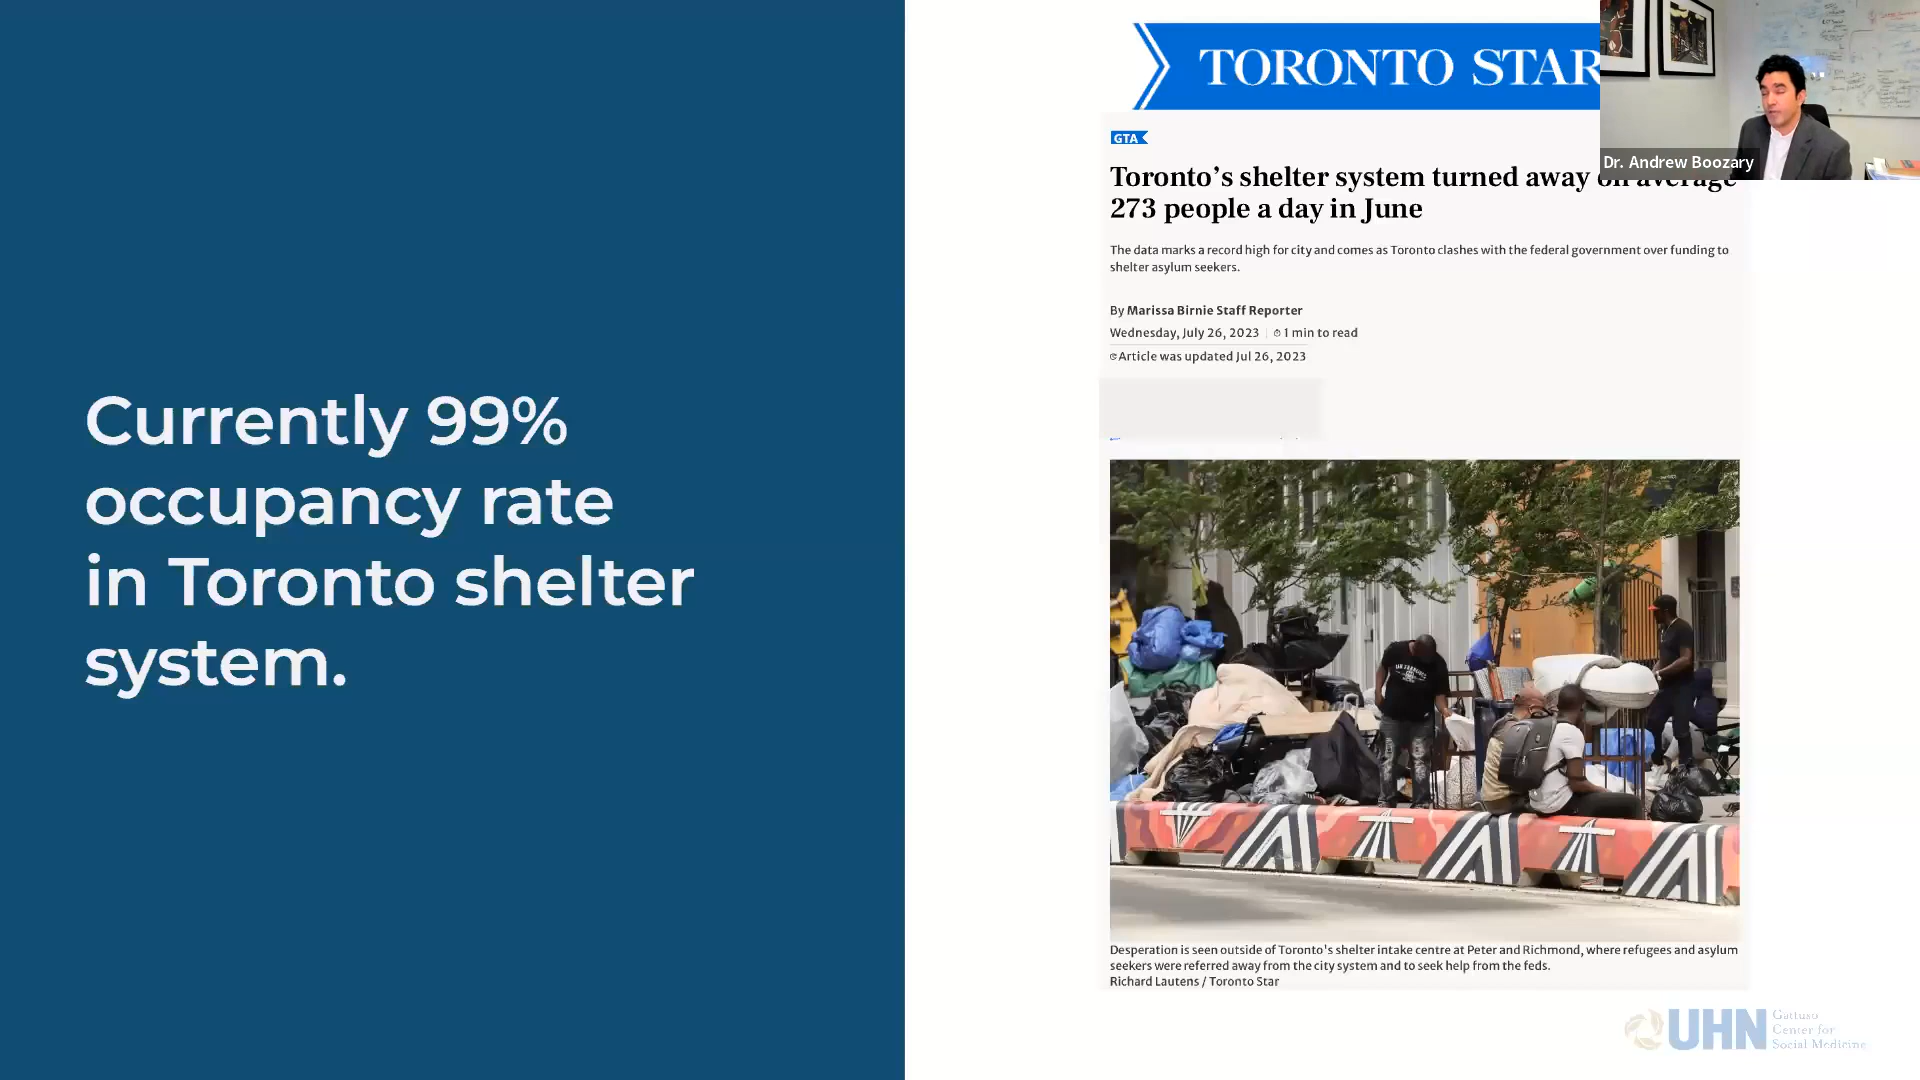 Currently 99%
occupancy rate
in Toronto shelter
system.
TORONTO STAR
GTA
Toronto's shelter system turned away on average
273 people a day in June
The data marks a record high for city and comes as Toronto clashes with the federal government over funding to
shelter asylum seekers.
By Marissa Birnie Staff Reporter
Wednesday, July 26, 2023 | 1 min to read
Article was updated Jul 26, 2023
Desperation is seen outside of Toronto's shelter intake centre at Peter and Richmond, where refugees and asylum
seekers were referred away from the city system and to seek help from the feds.
Richard Lautens / Toronto Star
Dr. Andrew Boozary
UHN
Gattuso
Center for
Social Medicine